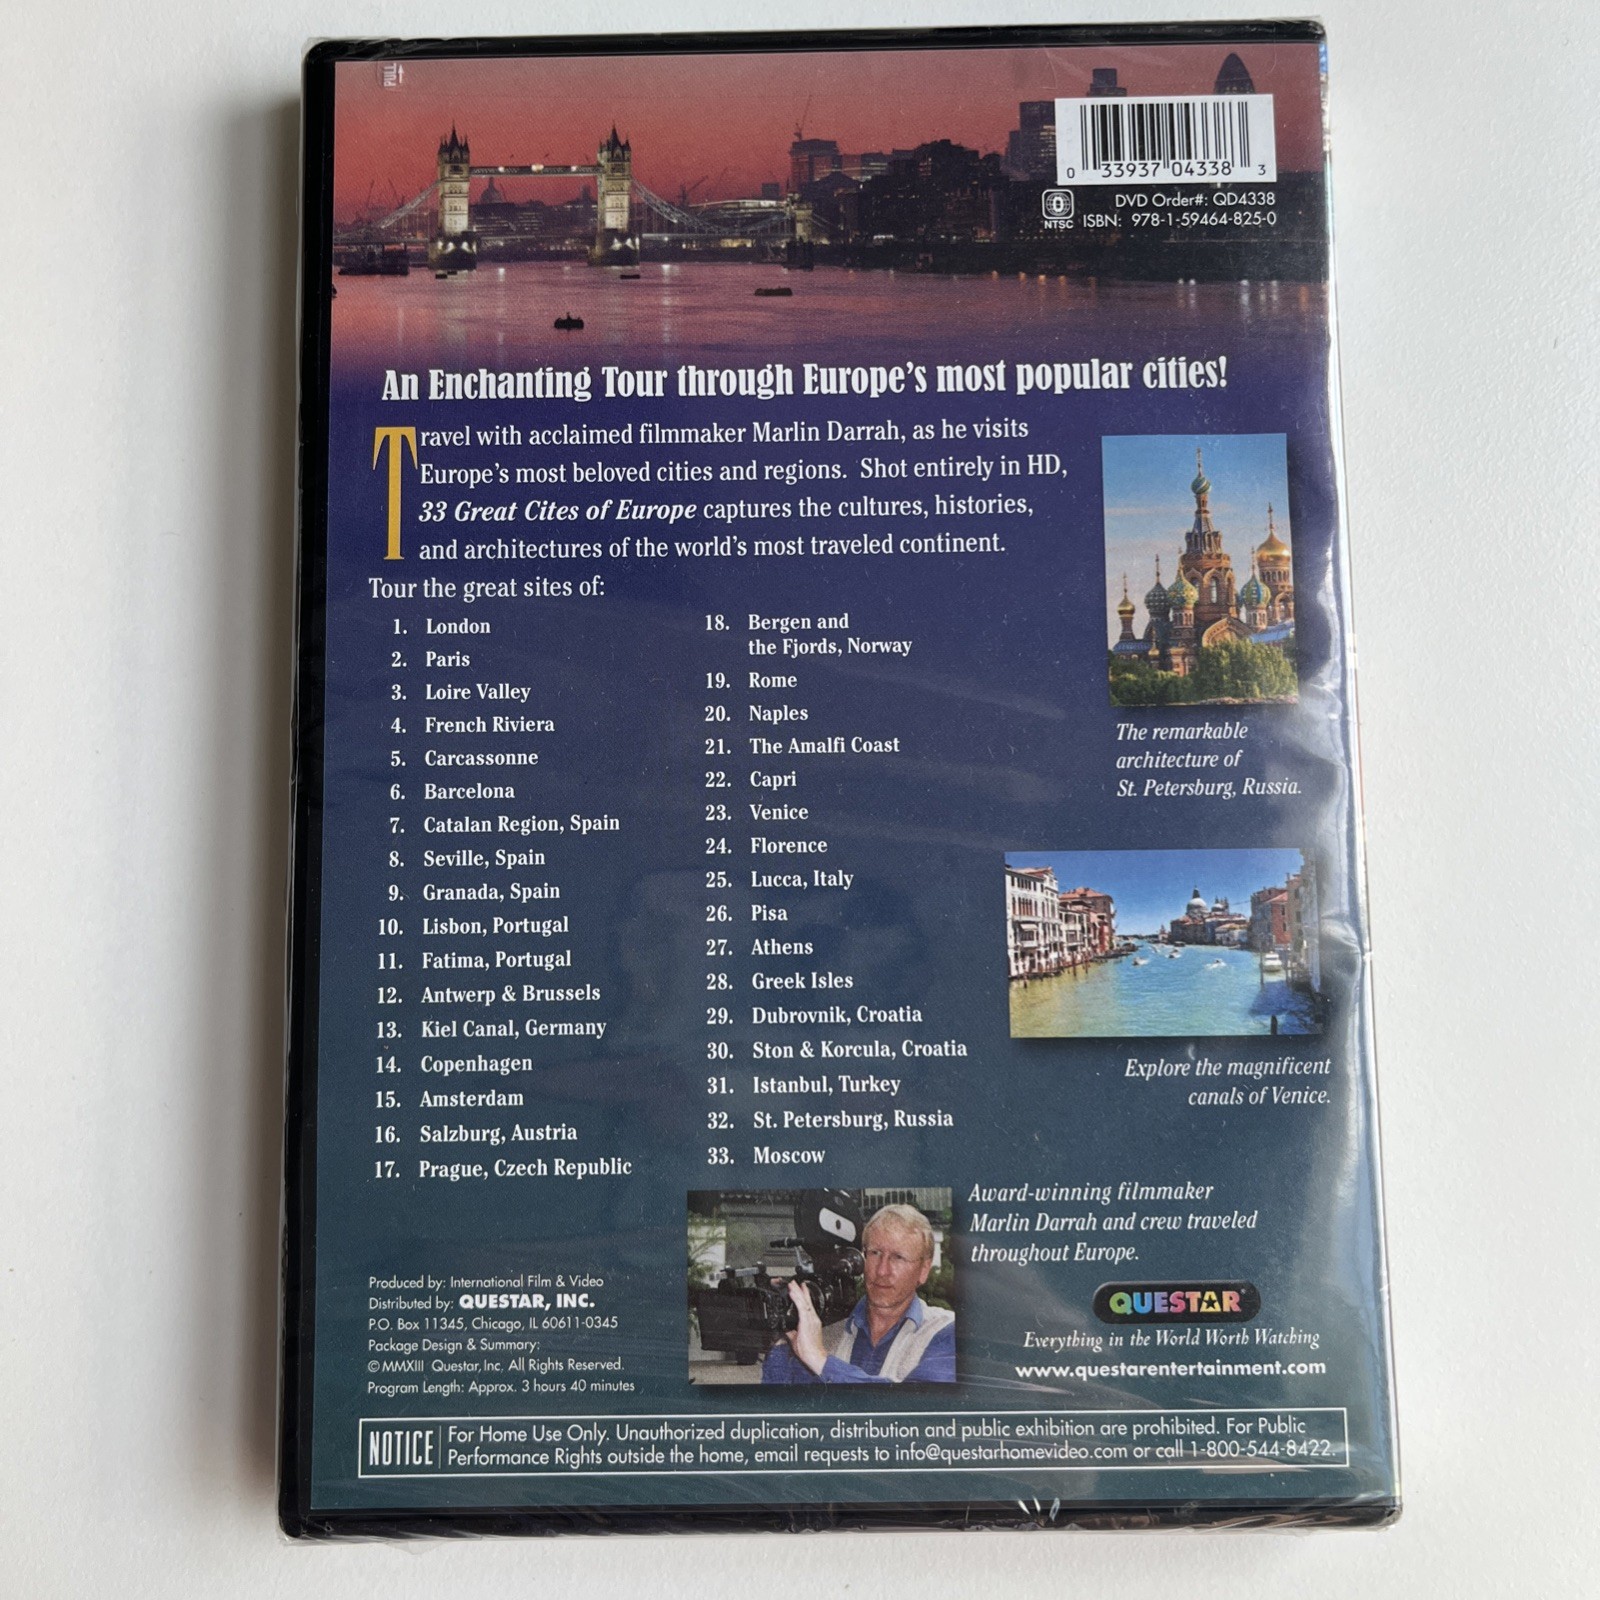 PULL
0 33937 04338 3
DVD Order#: QD4338
NTSC ISBN: 978-1-59464-825-0
An Enchanting Tour through Europe's most popular cities!
Travel with acclaimed filmmaker Marlin Darrah, as he visits
Europe's most beloved cities and regions. Shot entirely in HD,
33 Great Cites of Europe captures the cultures, histories,
and architectures of the world's most traveled continent.
Tour the great sites of:
1. London
2. Paris
3. Loire Valley
4. French Riviera
5. Carcassonne
6. Barcelona
7. Catalan Region, Spain
8. Seville, Spain
9. Granada, Spain
10. Lisbon, Portugal
11. Fatima, Portugal
12. Antwerp & Brussels
13. Kiel Canal, Germany
14. Copenhagen
15. Amsterdam
16. Salzburg, Austria
17. Prague, Czech Republic
18. Bergen and
the Fjords, Norway
19. Rome
20. Naples
21. The Amalfi Coast
22. Capri
23. Venice
24. Florence
25. Lucca, Italy
26. Pisa
27. Athens
28. Greek Isles
29. Dubrovnik, Croatia
30. Ston & Korcula, Croatia
31. Istanbul, Turkey
32. St. Petersburg, Russia
33. Moscow
The remarkable
architecture of
St. Petersburg, Russia.
Explore the magnificent
canals of Venice.
Award-winning filmmaker
Marlin Darrah and crew traveled
throughout Europe.
Produced by: International Film & Video
Distributed by: QUESTAR, INC.
P.O. Box 11345, Chicago, IL 60611-0345
Package Design & Summary:
© MMXIII Questar, Inc. All Rights Reserved.
Program Length: Approx. 3 hours 40 minutes
QUESTAR
Everything in the World Worth Watching
www.questarentertainment.com
NOTICE
For Home Use Only. Unauthorized duplication, distribution and public exhibition are prohibited. For Public
Performance Rights outside the home, email requests to info@questarhomevideo.com or call 1-800-544-8422.